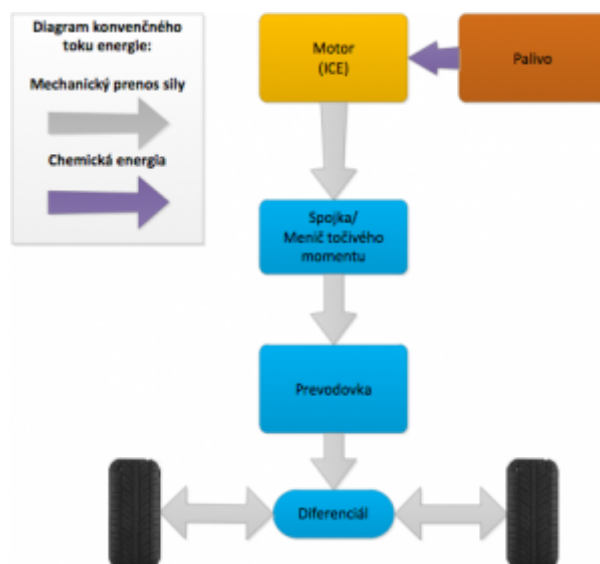 Diagram konvenčného
toku energie:
Mechanický prenos sily
Chemická energia
Motor
(ICE)
Palivo
Spojka/
Menič točivého
momentu
Prevodovka
Diferenciál